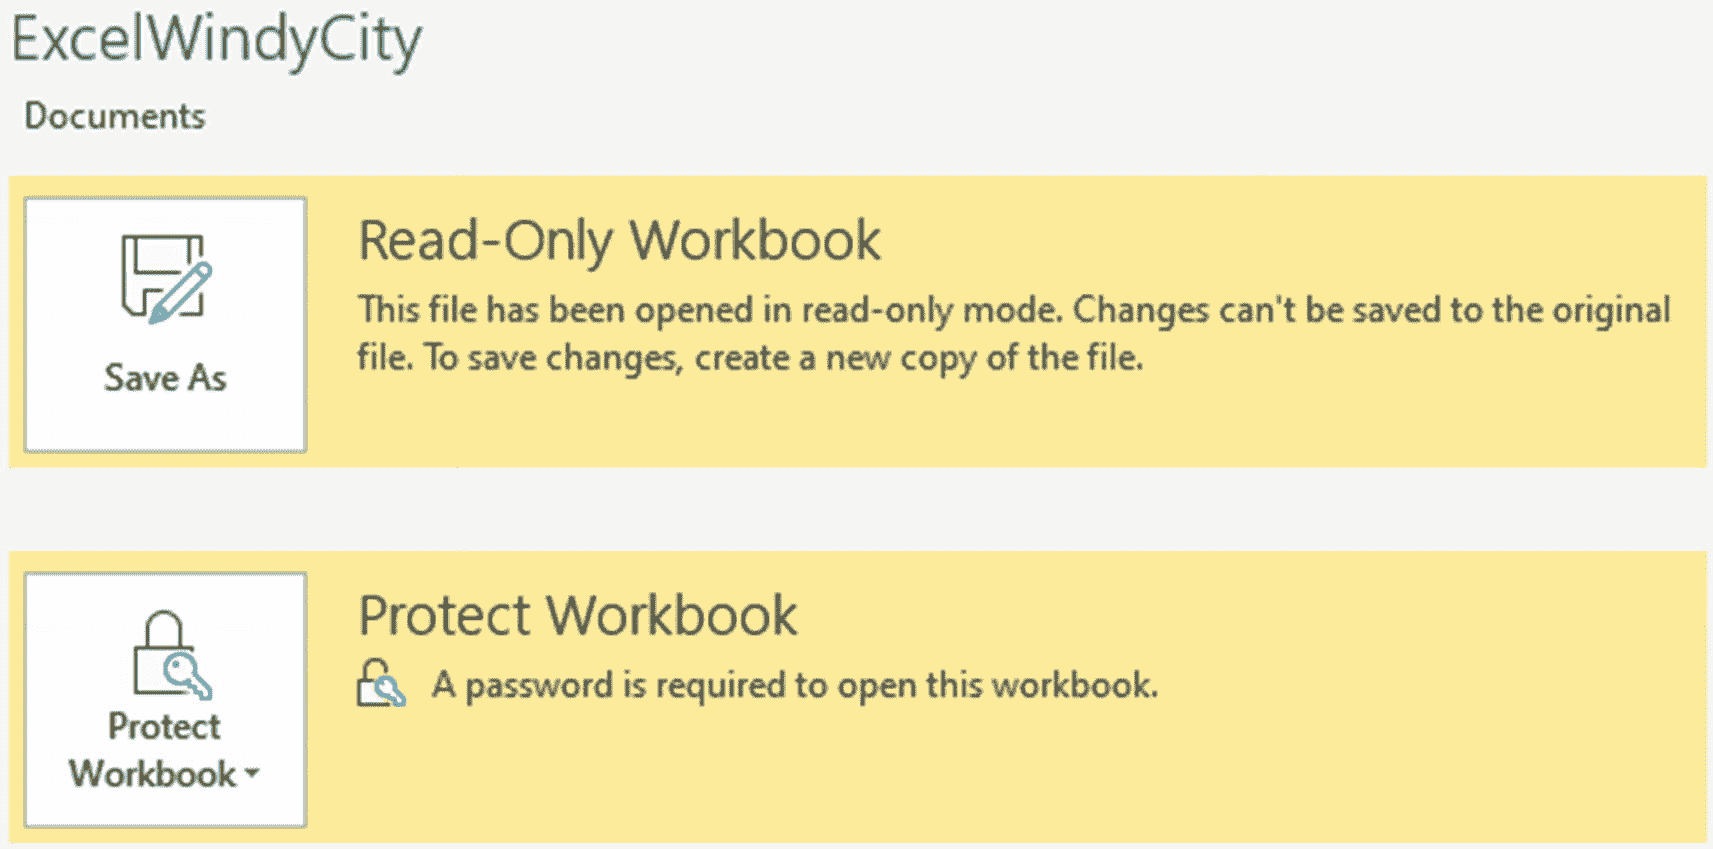 ExcelWindyCity
Documents
Save As
Read-Only Workbook
This file has been opened in read-only mode. Changes can't be saved to the original
file. To save changes, create a new copy of the file.
Protect
Workbook
Protect Workbook
A password is required to open this workbook.